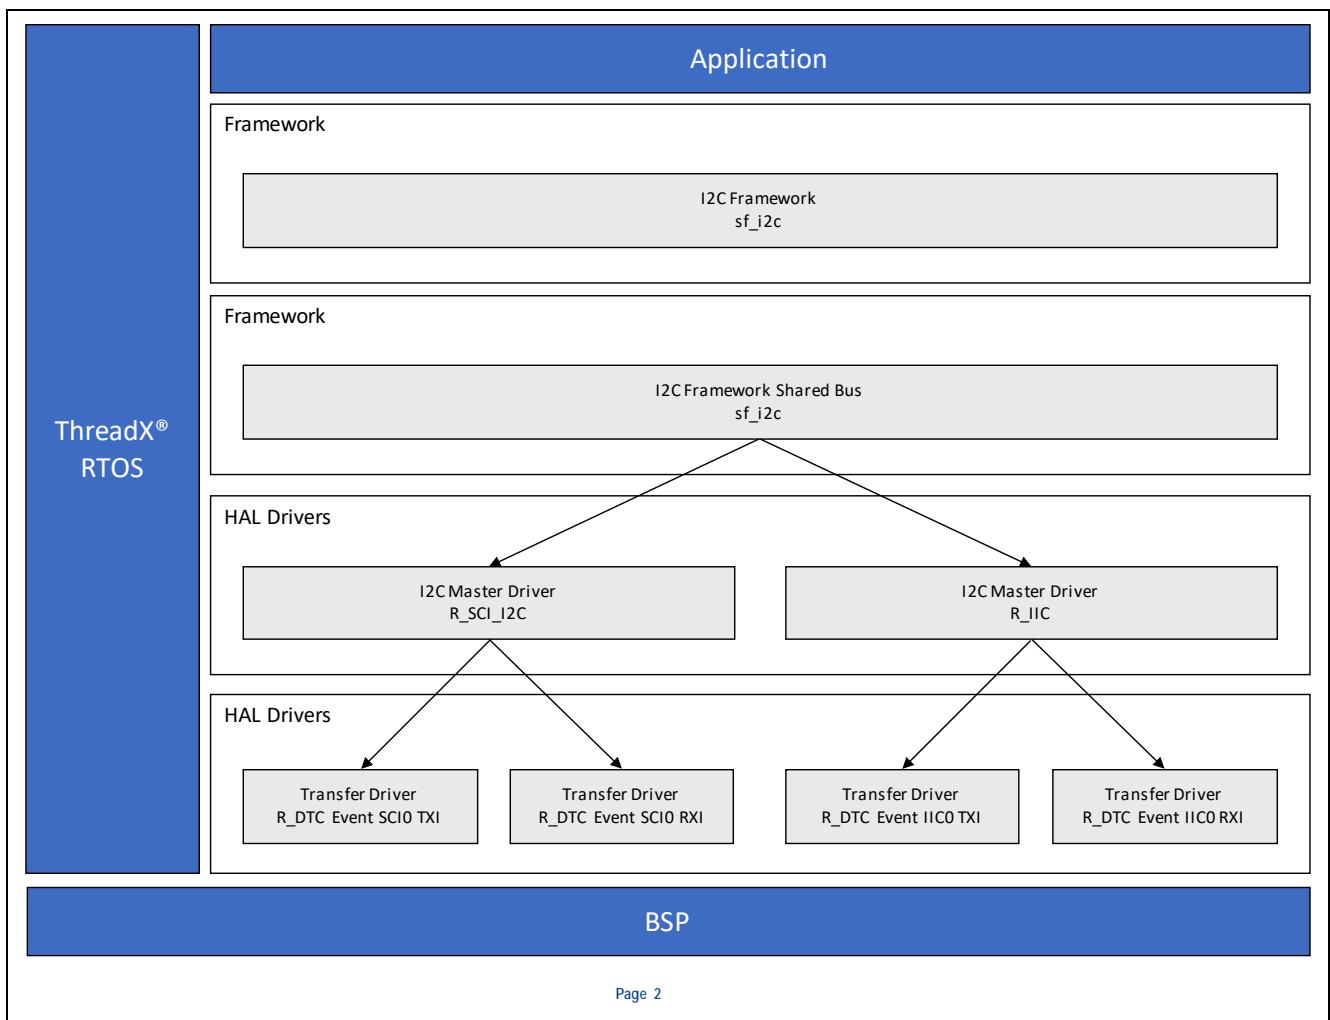 Application
ThreadX®
RTOS
Framework
I2C Framework
sf_i2c
Framework
I2C Framework Shared Bus
sf_i2c
HAL Drivers
I2C Master Driver
R_SCI_I2C
I2C Master Driver
R_IIC
HAL Drivers
Transfer Driver
R_DTC Event SCI0 TXI
Transfer Driver
R_DTC Event SCI0 RXI
Transfer Driver
R_DTC Event IIC0 TXI
Transfer Driver
R_DTC Event IIC0 RXI
BSP
Page 2